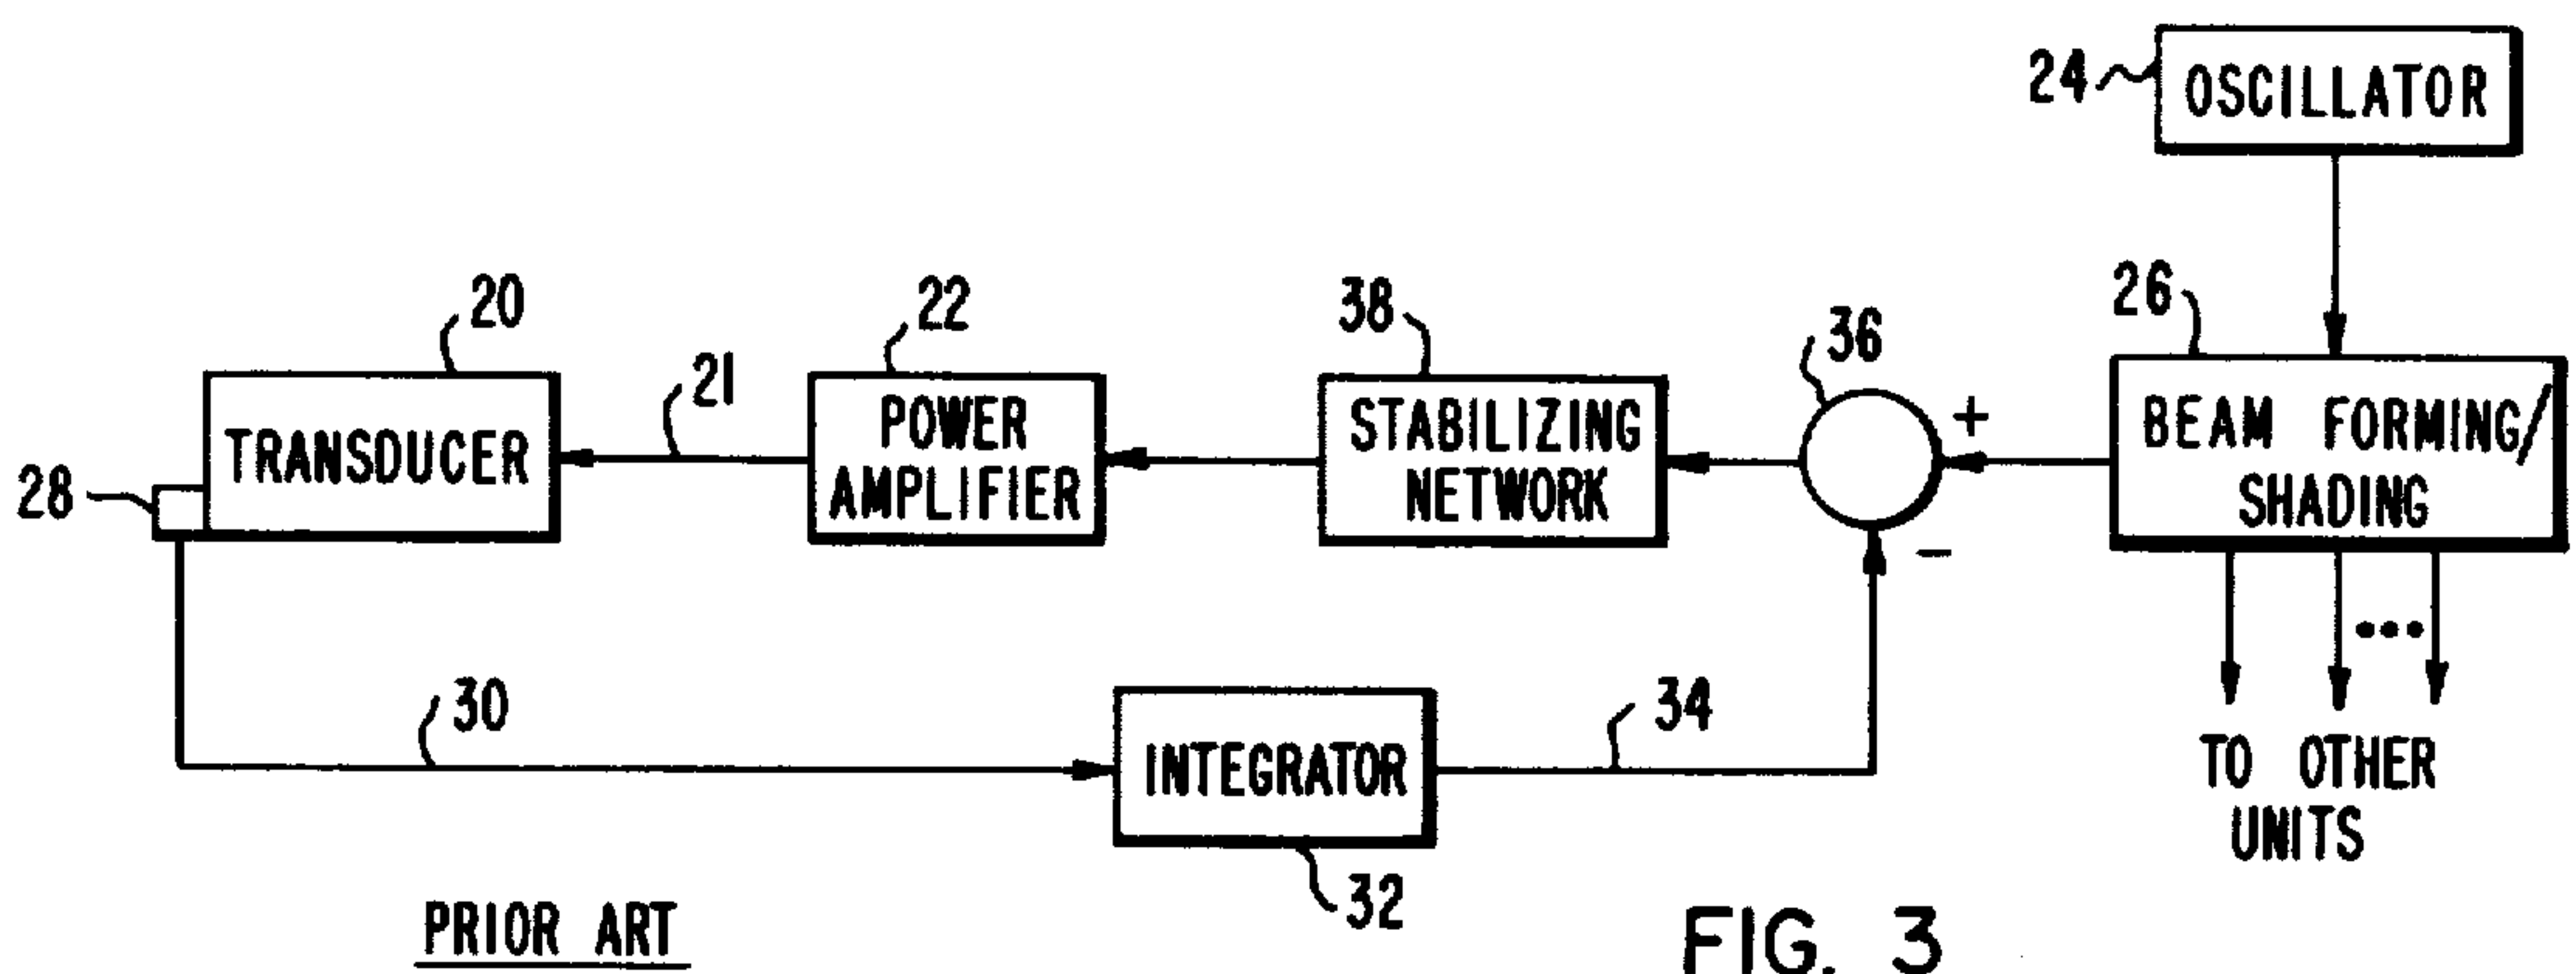 24
OSCILLATOR
20
22
38
36
26
21
+
TRANSDUCER
POWER
AMPLIFIER
STABILIZING
NETWORK
BEAM FORMING/
SHADING
28
-
30
34
...
INTEGRATOR
TO OTHER
UNITS
32
PRIOR ART
FIG. 3